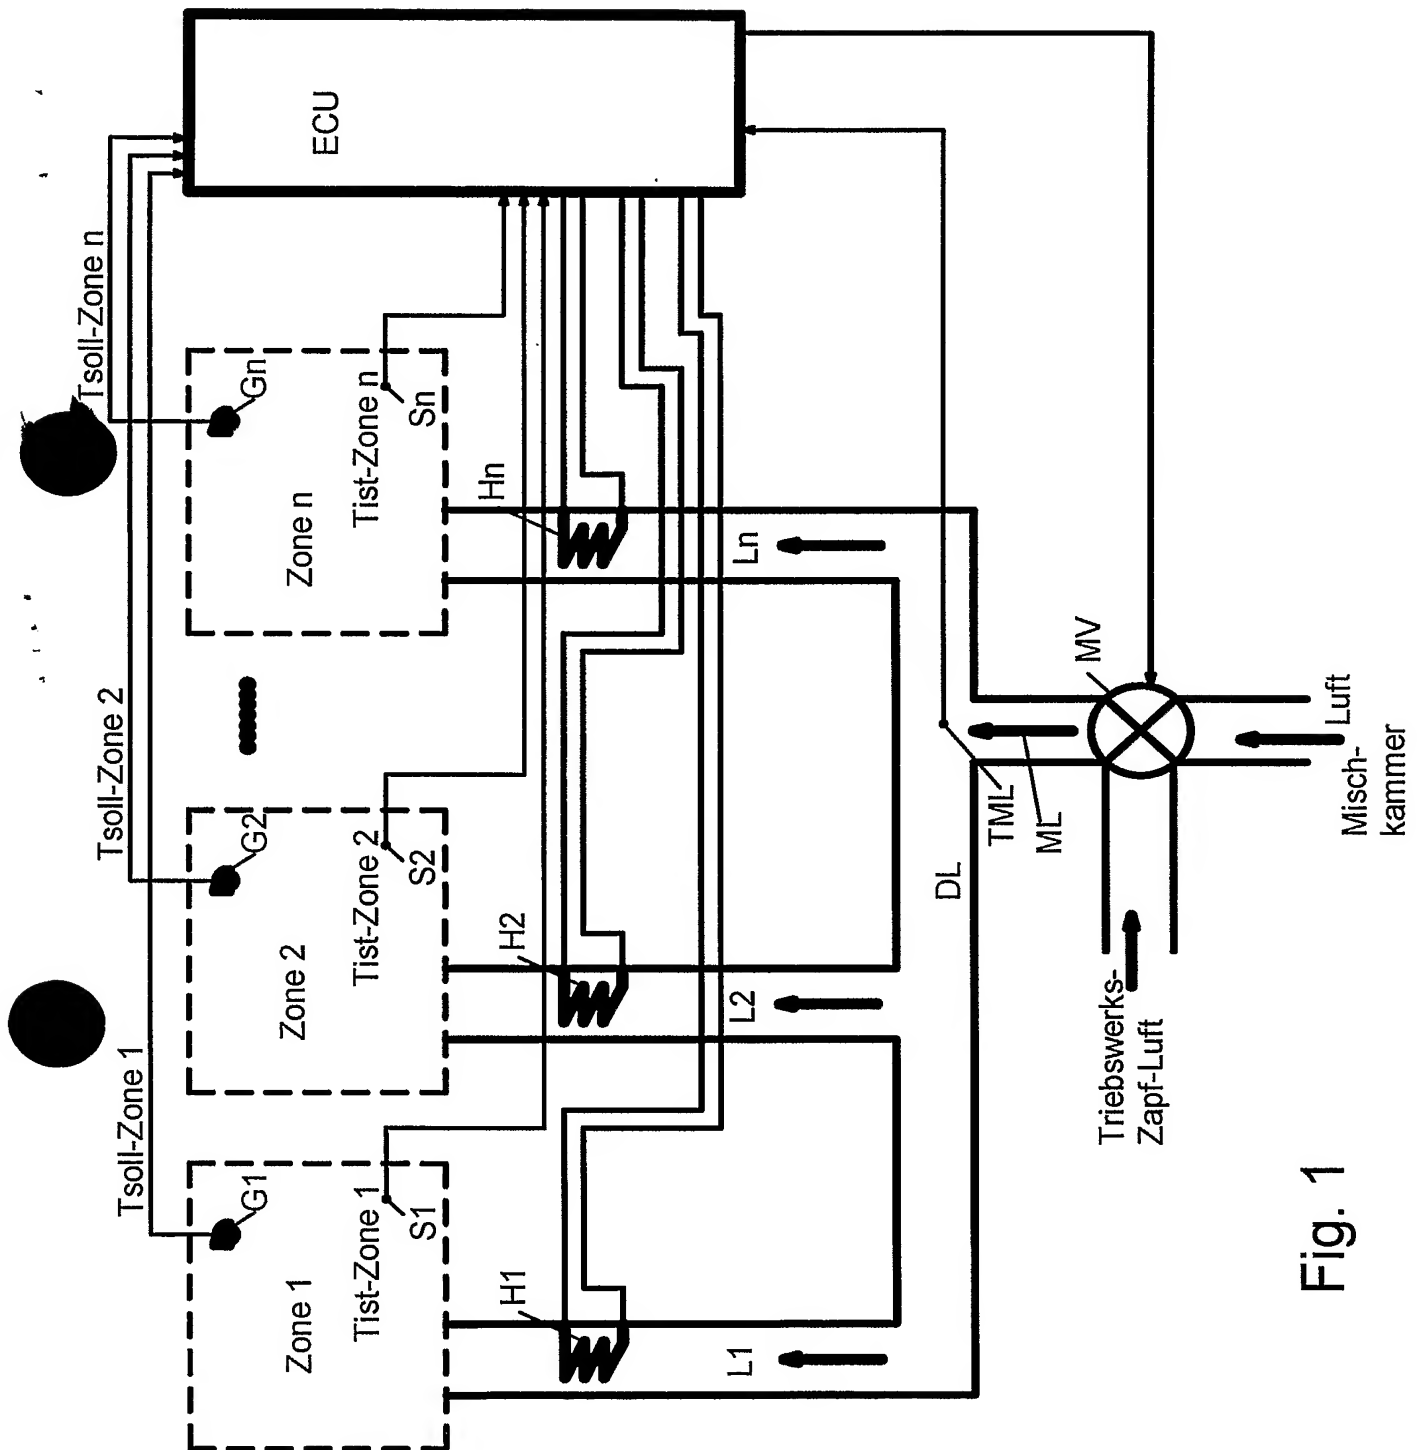 ECU
Tsoll-Zone n
Tsoll-Zone 2
Tsoll-Zone 1
Gn
Zone n
Tist-Zone n
Sn
G2
Zone 2
Tist-Zone 2
S2
G1
Zone 1
Tist-Zone 1
S1
Hn
H2
H1
Ln
L2
L1
DL
TML
ML
MV
Luft
Misch-
kammer
Triebswerks-
Zapf-Luft
Fig. 1